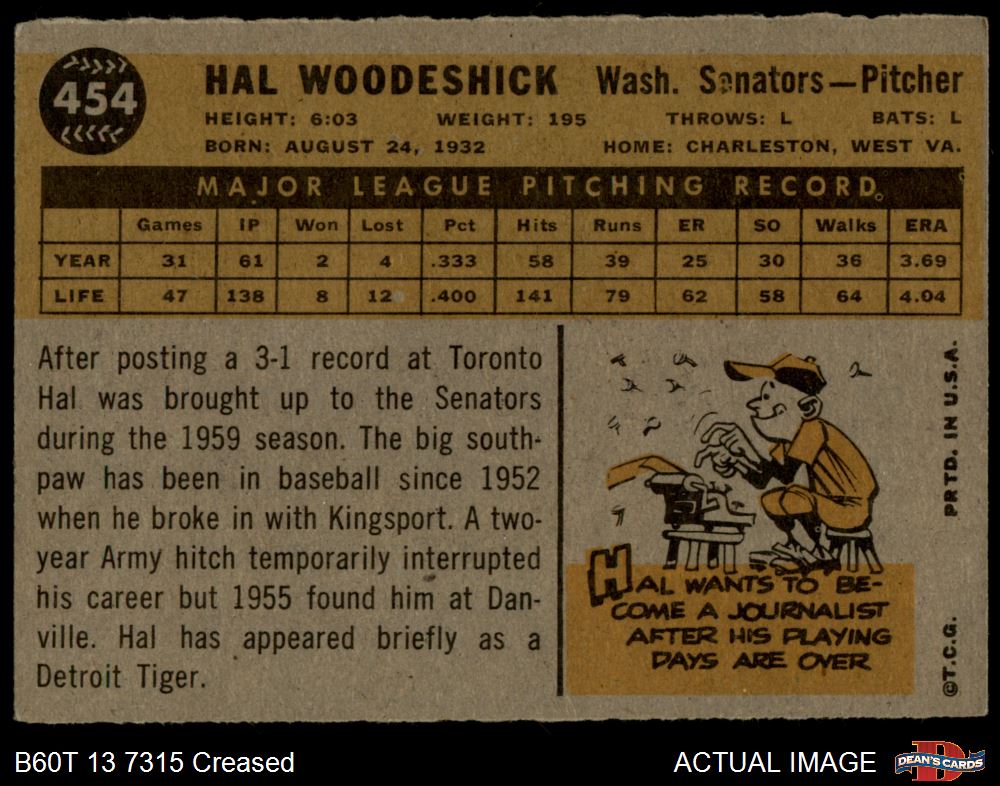 454
HAL WOODESHICK Wash. Senators—Pitcher
HEIGHT: 6:03 WEIGHT: 195 THROWS: L BATS: L
BORN: AUGUST 24, 1932 HOME: CHARLESTON, WEST VA.
MAJOR LEAGUE PITCHING RECORD
Games IP Won Lost Pct Hits Runs ER SO Walks ERA
YEAR 31 61 2 4 .333 58 39 25 30 36 3.69
LIFE 47 138 8 12 .400 141 79 62 58 64 4.04
After posting a 3-1 record at Toronto
Hal was brought up to the Senators
during the 1959 season. The big south-
paw has been in baseball since 1952
when he broke in with Kingsport. A two-
year Army hitch temporarily interrupted
his career but 1955 found him at Dan-
ville. Hal has appeared briefly as a
Detroit Tiger.
HAL WANTS TO BE-
COME A JOURNALIST
AFTER HIS PLAYING
DAYS ARE OVER
©T.C.G. PRTD. IN U.S.A.
B60T 13 7315 Creased ACTUAL IMAGE
D
DEAN'S CARDS